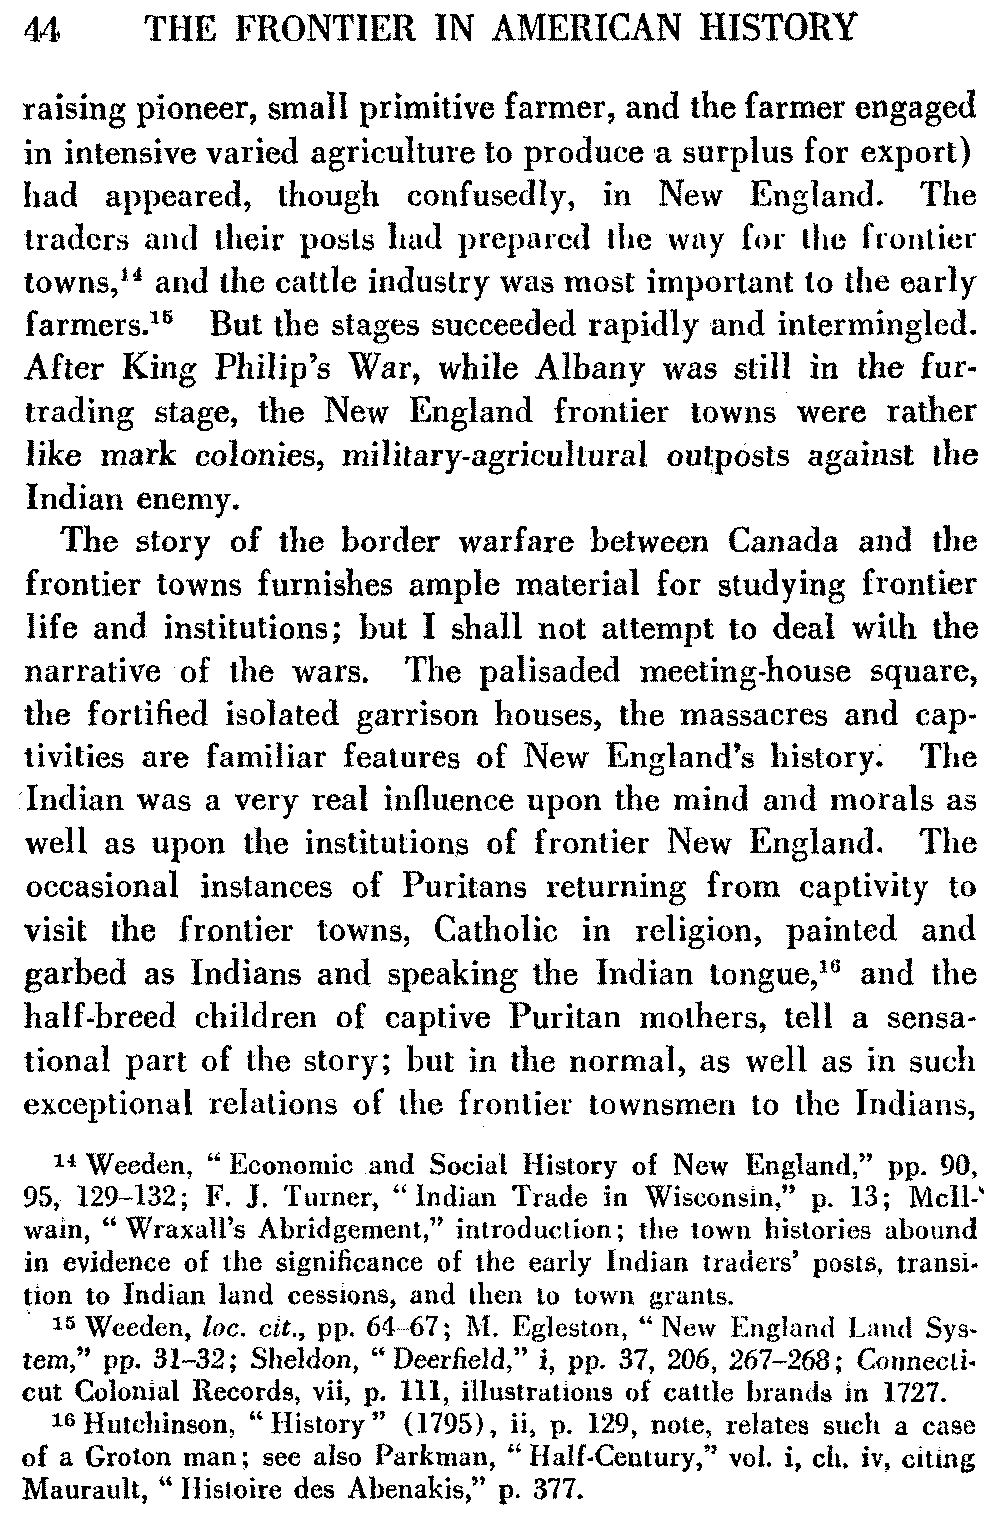 44 THE FRONTIER IN AMERICAN HISTORY
raising pioneer, small primitive farmer, and the farmer engaged
in intensive varied agriculture to produce a surplus for export)
had appeared, though confusedly, in New England. The
traders and their posts had prepared the way for the frontier
towns,¹⁴ and the cattle industry was most important to the early
farmers.¹⁵ But the stages succeeded rapidly and intermingled.
After King Philip's War, while Albany was still in the fur-
trading stage, the New England frontier towns were rather
like mark colonies, military-agricultural outposts against the
Indian enemy.
The story of the border warfare between Canada and the
frontier towns furnishes ample material for studying frontier
life and institutions; but I shall not attempt to deal with the
narrative of the wars. The palisaded meeting-house square,
the fortified isolated garrison houses, the massacres and cap-
tivities are familiar features of New England's history. The
Indian was a very real influence upon the mind and morals as
well as upon the institutions of frontier New England. The
occasional instances of Puritans returning from captivity to
visit the frontier towns, Catholic in religion, painted and
garbed as Indians and speaking the Indian tongue,¹⁶ and the
half-breed children of captive Puritan mothers, tell a sensa-
tional part of the story; but in the normal, as well as in such
exceptional relations of the frontier townsmen to the Indians,
¹⁴ Weeden, “Economic and Social History of New England,” pp. 90,
95, 129–132; F. J. Turner, “Indian Trade in Wisconsin,” p. 13; McIl-
wain, “Wraxall's Abridgement,” introduction; the town histories abound
in evidence of the significance of the early Indian traders' posts, transi-
tion to Indian land cessions, and then to town grants.
¹⁵ Weeden, loc. cit., pp. 64–67; M. Egleston, “New England Land Sys-
tem,” pp. 31–32; Sheldon, “Deerfield,” i, pp. 37, 206, 267–268; Connecti-
cut Colonial Records, vii, p. 111, illustrations of cattle brands in 1727.
¹⁶ Hutchinson, “History” (1795), ii, p. 129, note, relates such a case
of a Groton man; see also Parkman, “Half-Century,” vol. i, ch. iv, citing
Maurault, “Histoire des Abenakis,” p. 377.